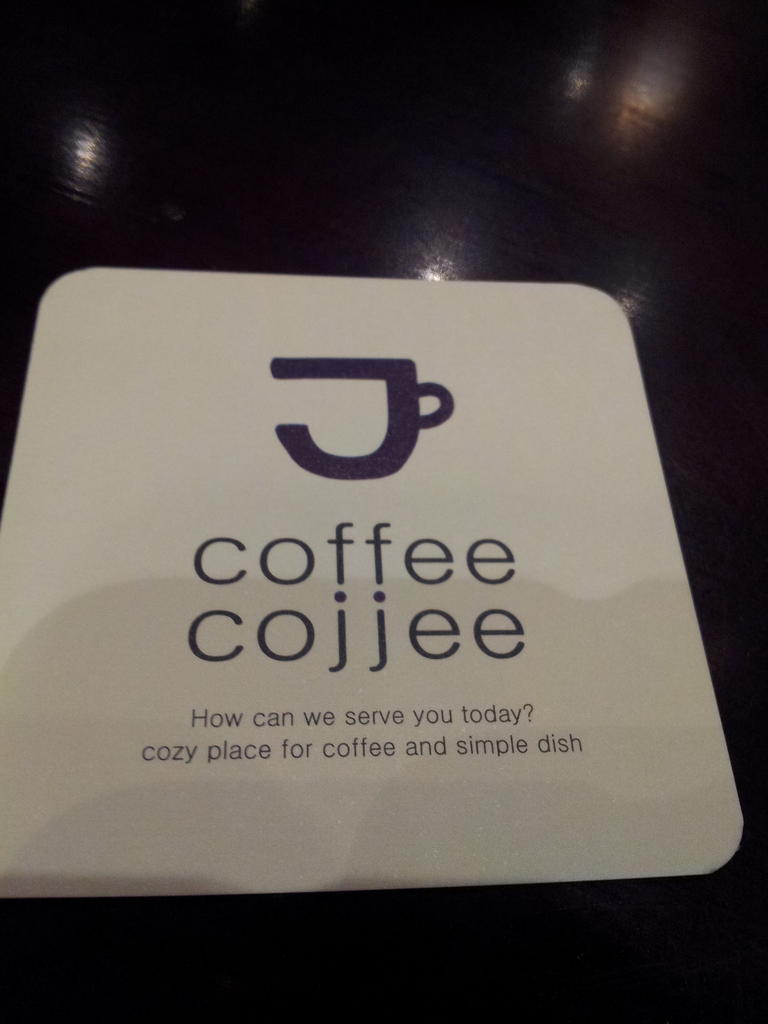 coffee
cojjee
How can we serve you today?
cozy place for coffee and simple dish